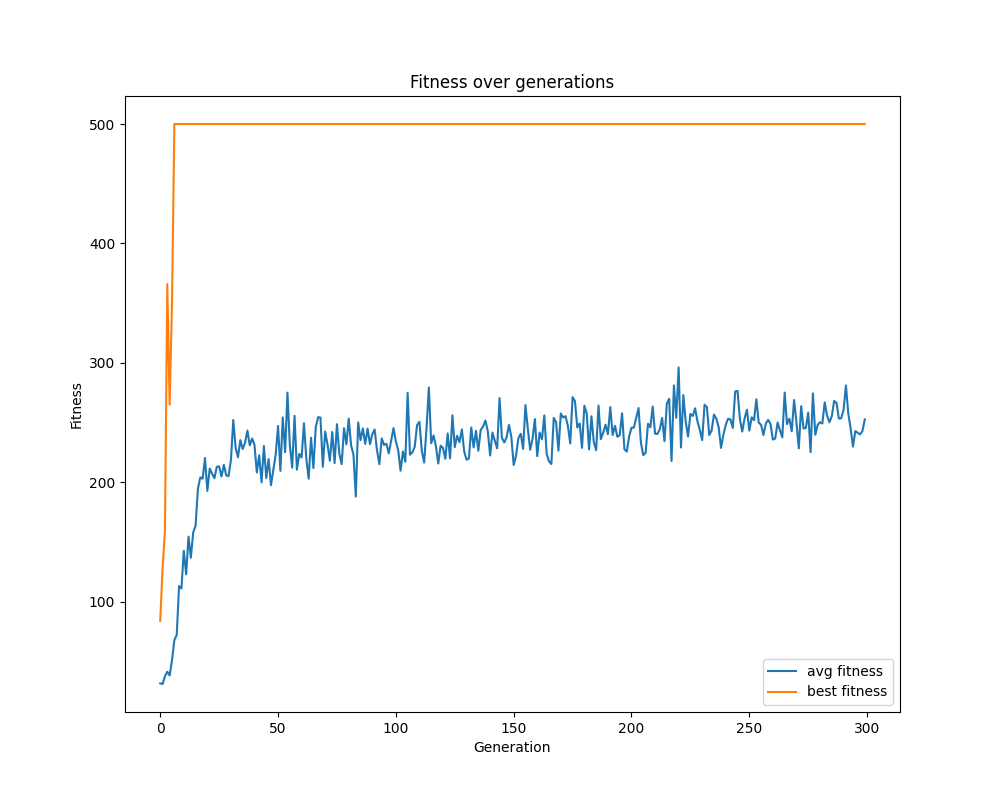 Fitness over generations
500
400
300
200
100
Fitness
0 50 100 150 200 250 300
Generation
avg fitness
best fitness